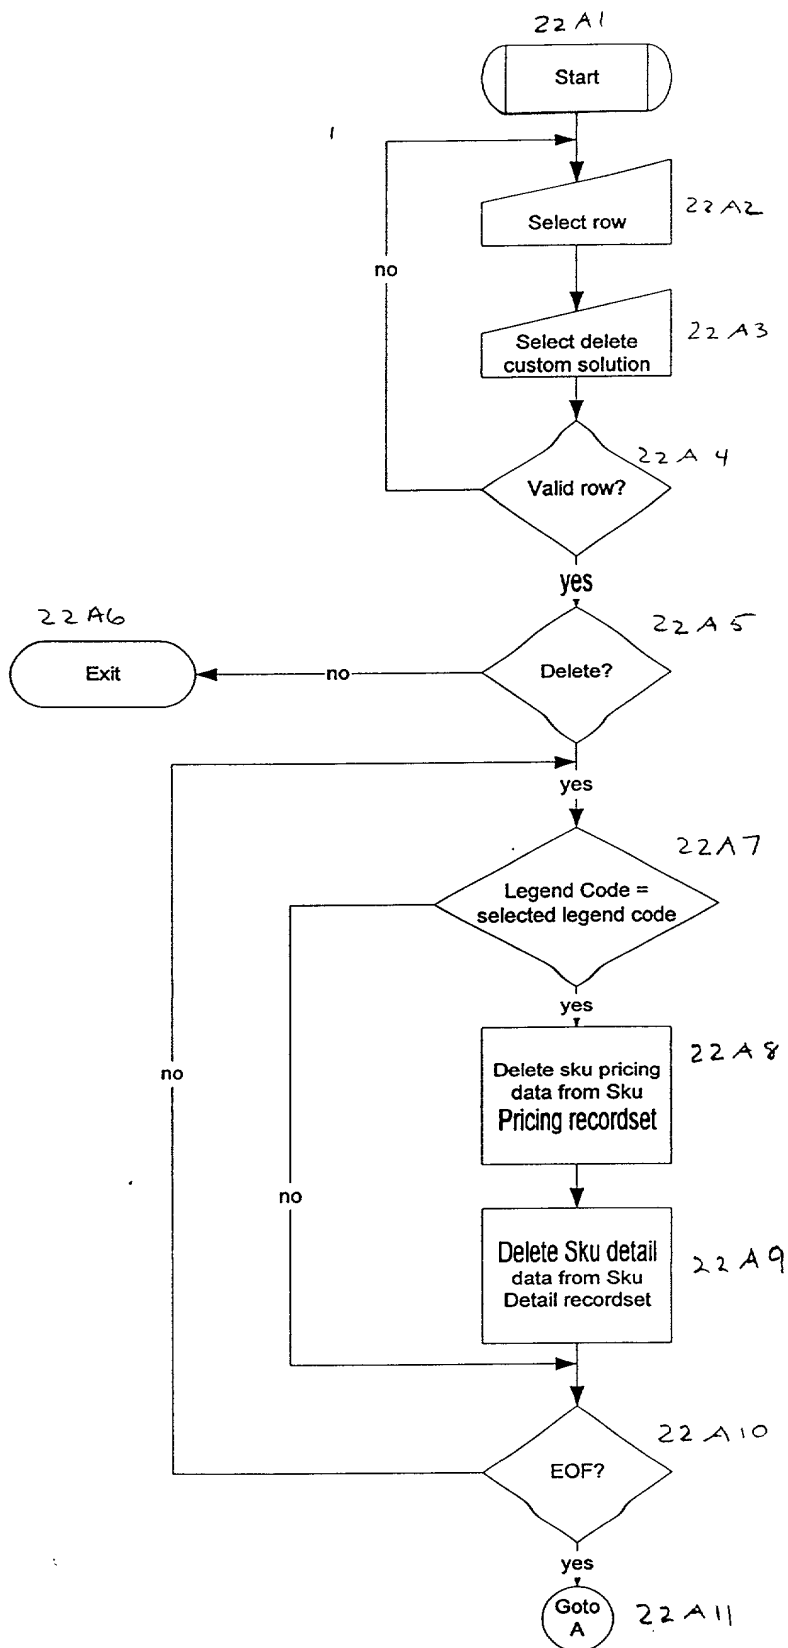 22A1
Start
22A2
Select row
no
22A3
Select delete
custom solution
22A4
Valid row?
yes
22A6
22A5
Exit
no
Delete?
yes
22A7
Legend Code =
selected legend code
yes
22A8
Delete sku pricing
data from Sku
Pricing recordset
no
no
Delete Sku detail
data from Sku
Detail recordset
22A9
22A10
EOF?
yes
Goto
A
22A11